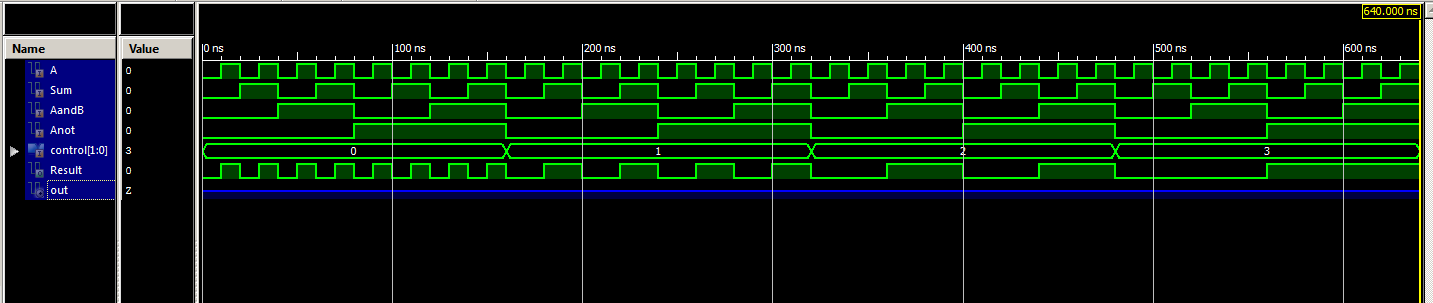 640.000 ns
Name Value
0 ns 100 ns 200 ns 300 ns 400 ns 500 ns 600 ns
A 0
Sum 0
AandB 0
Anot 0
control[1:0] 3 0 1 2 3
Result 0
out Z